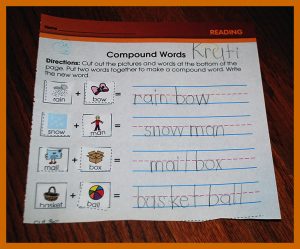 READING
Compound Words Kruti
Directions: Cut out the pictures and words at the bottom of the
page. Put two words together to make a compound word. Write
the new word.
rain + bow = rain bow
snow + man = snow man
mail + box = mail box
basket + ball = basket ball